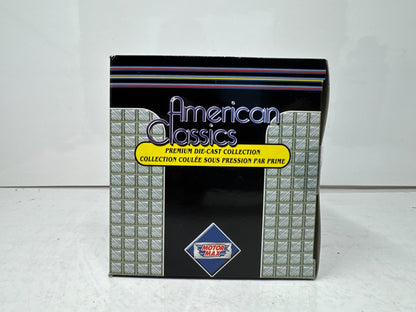 American
Classics
PREMIUM DIE-CAST COLLECTION
COLLECTION COULÉE SOUS PRESSION PAR PRIME
MOTOR
MAX